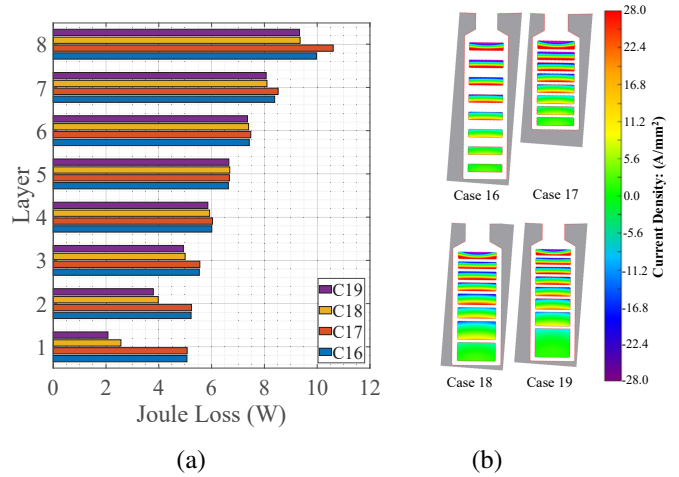 8
7
6
5
4
3
2
1
Layer
C19
C18
C17
C16
0 2 4 6 8 10 12
Joule Loss (W)
(a)
Case 16
Case 17
Case 18
Case 19
28.0
22.4
16.8
11.2
5.6
0.0
-5.6
-11.2
-16.8
-22.4
-28.0
Current Density: (A/mm²)
(b)